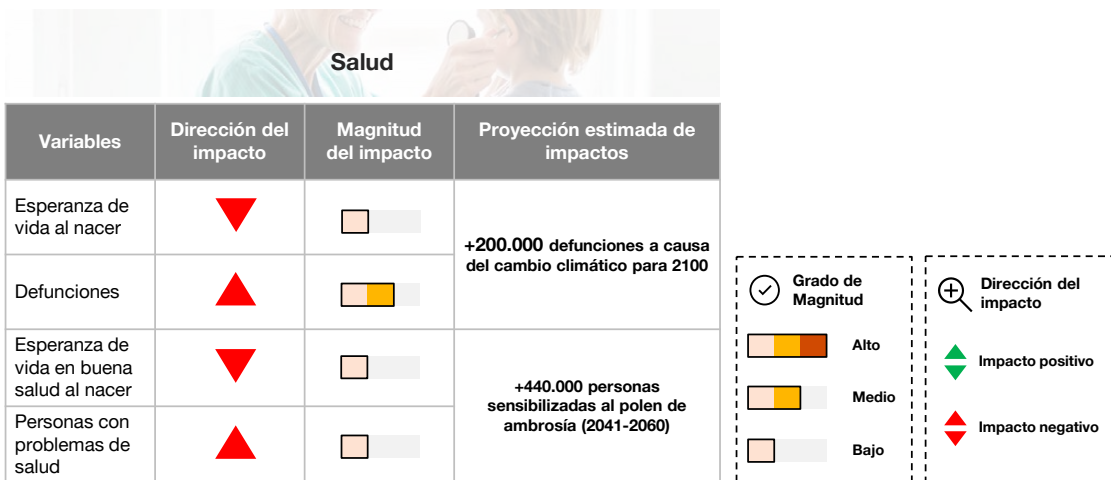 Salud
Variables
Dirección del
impacto
Magnitud
del impacto
Proyección estimada de
impactos
Esperanza de
vida al nacer
+200.000 defunciones a causa
del cambio climático para 2100
Defunciones
Esperanza de
vida en buena
salud al nacer
+440.000 personas
sensibilizadas al polen de
ambrosía (2041-2060)
Personas con
problemas de
salud
Grado de
Magnitud
Alto
Medio
Bajo
Dirección del
impacto
Impacto positivo
Impacto negativo